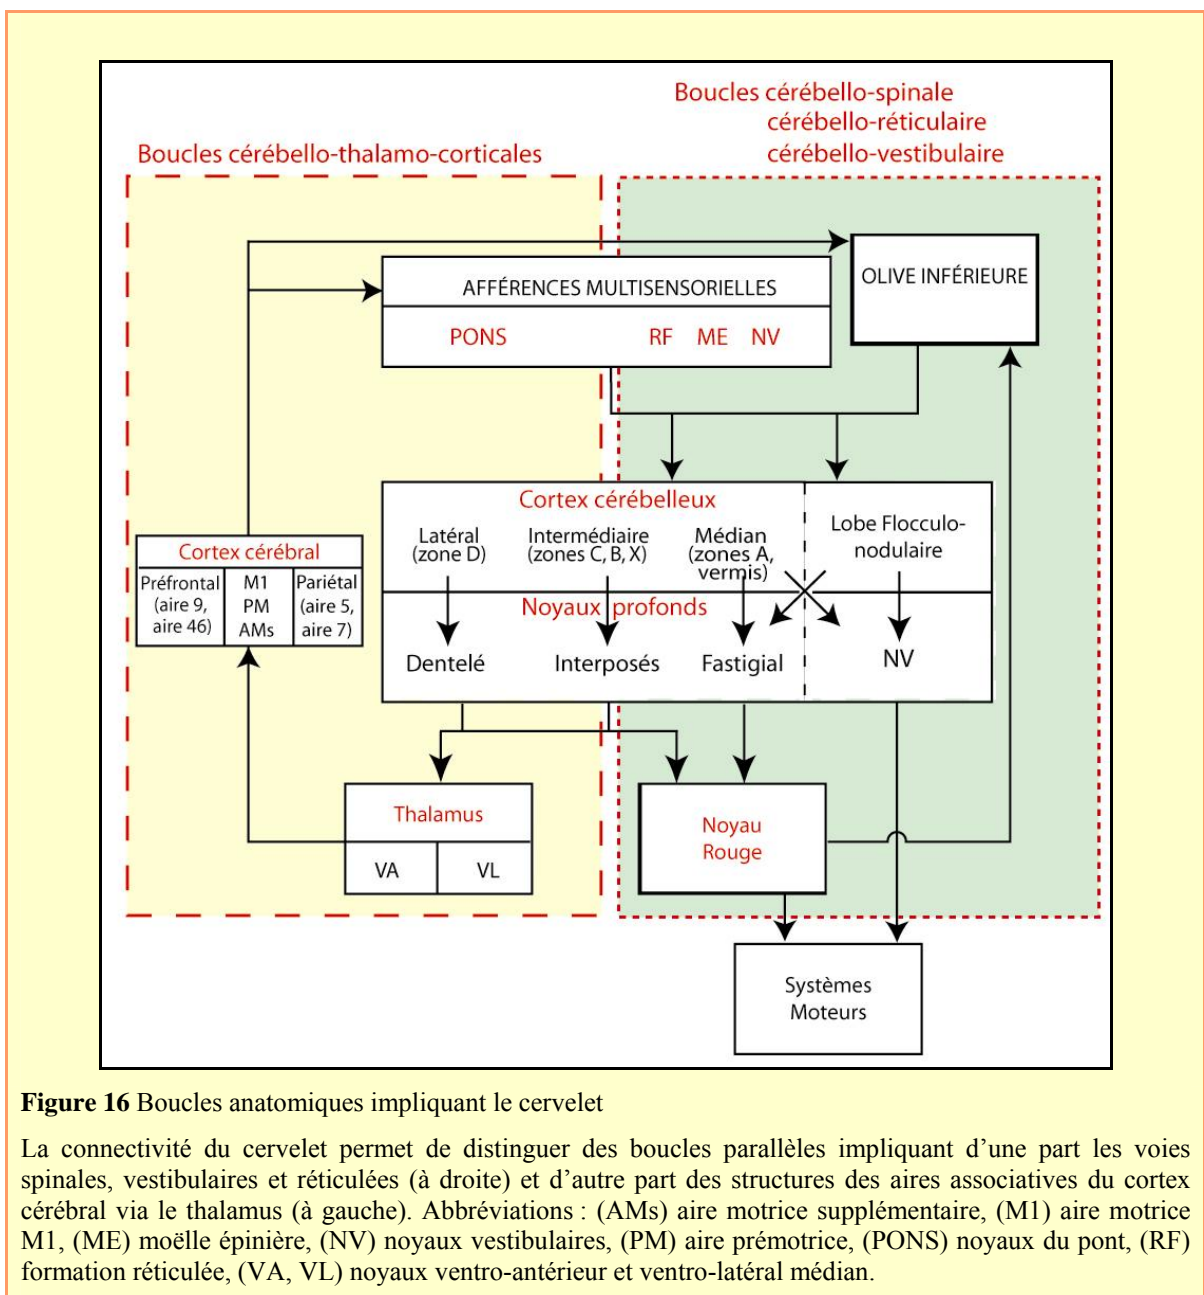 Boucles cérébello-spinale
cérébello-réticulaire
cérébello-vestibulaire
Boucles cérébello-thalamo-corticales
AFFÉRENCES MULTISENSORIELLES
PONS RF ME NV
OLIVE INFÉRIEURE
Cortex cérébelleux
Latéral
(zone D)
Intermédiaire
(zones C, B, X)
Médian
(zones A,
vermis)
Lobe Flocculo-
nodulaire
Noyaux profonds
Dentelé
Interposés
Fastigial
NV
Cortex cérébral
Préfrontal
(aire 9,
aire 46)
M1
PM
AMs
Pariétal
(aire 5,
aire 7)
Thalamus
VA
VL
Noyau
Rouge
Systèmes
Moteurs
Figure 16 Boucles anatomiques impliquant le cervelet
La connectivité du cervelet permet de distinguer des boucles parallèles impliquant d’une part les voies
spinales, vestibulaires et réticulées (à droite) et d’autre part des structures des aires associatives du cortex
cérébral via le thalamus (à gauche). Abbréviations : (AMs) aire motrice supplémentaire, (M1) aire motrice
M1, (ME) moëlle épinière, (NV) noyaux vestibulaires, (PM) aire prémotrice, (PONS) noyaux du pont, (RF)
formation réticulée, (VA, VL) noyaux ventro-antérieur et ventro-latéral médian.